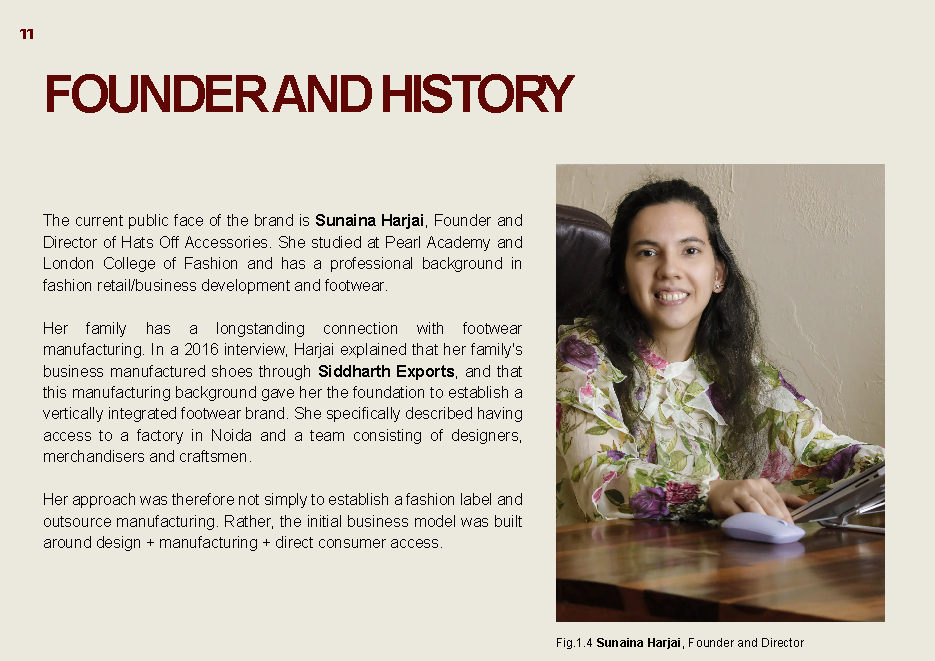 11
FOUNDER AND HISTORY
The current public face of the brand is Sunaina Harjai, Founder and
Director of Hats Off Accessories. She studied at Pearl Academy and
London College of Fashion and has a professional background in
fashion retail/business development and footwear.
Her family has a longstanding connection with footwear
manufacturing. In a 2016 interview, Harjai explained that her family's
business manufactured shoes through Siddharth Exports, and that
this manufacturing background gave her the foundation to establish a
vertically integrated footwear brand. She specifically described having
access to a factory in Noida and a team consisting of designers,
merchandisers and craftsmen.
Her approach was therefore not simply to establish a fashion label and
outsource manufacturing. Rather, the initial business model was built
around design + manufacturing + direct consumer access.
Fig.1.4 Sunaina Harjai, Founder and Director